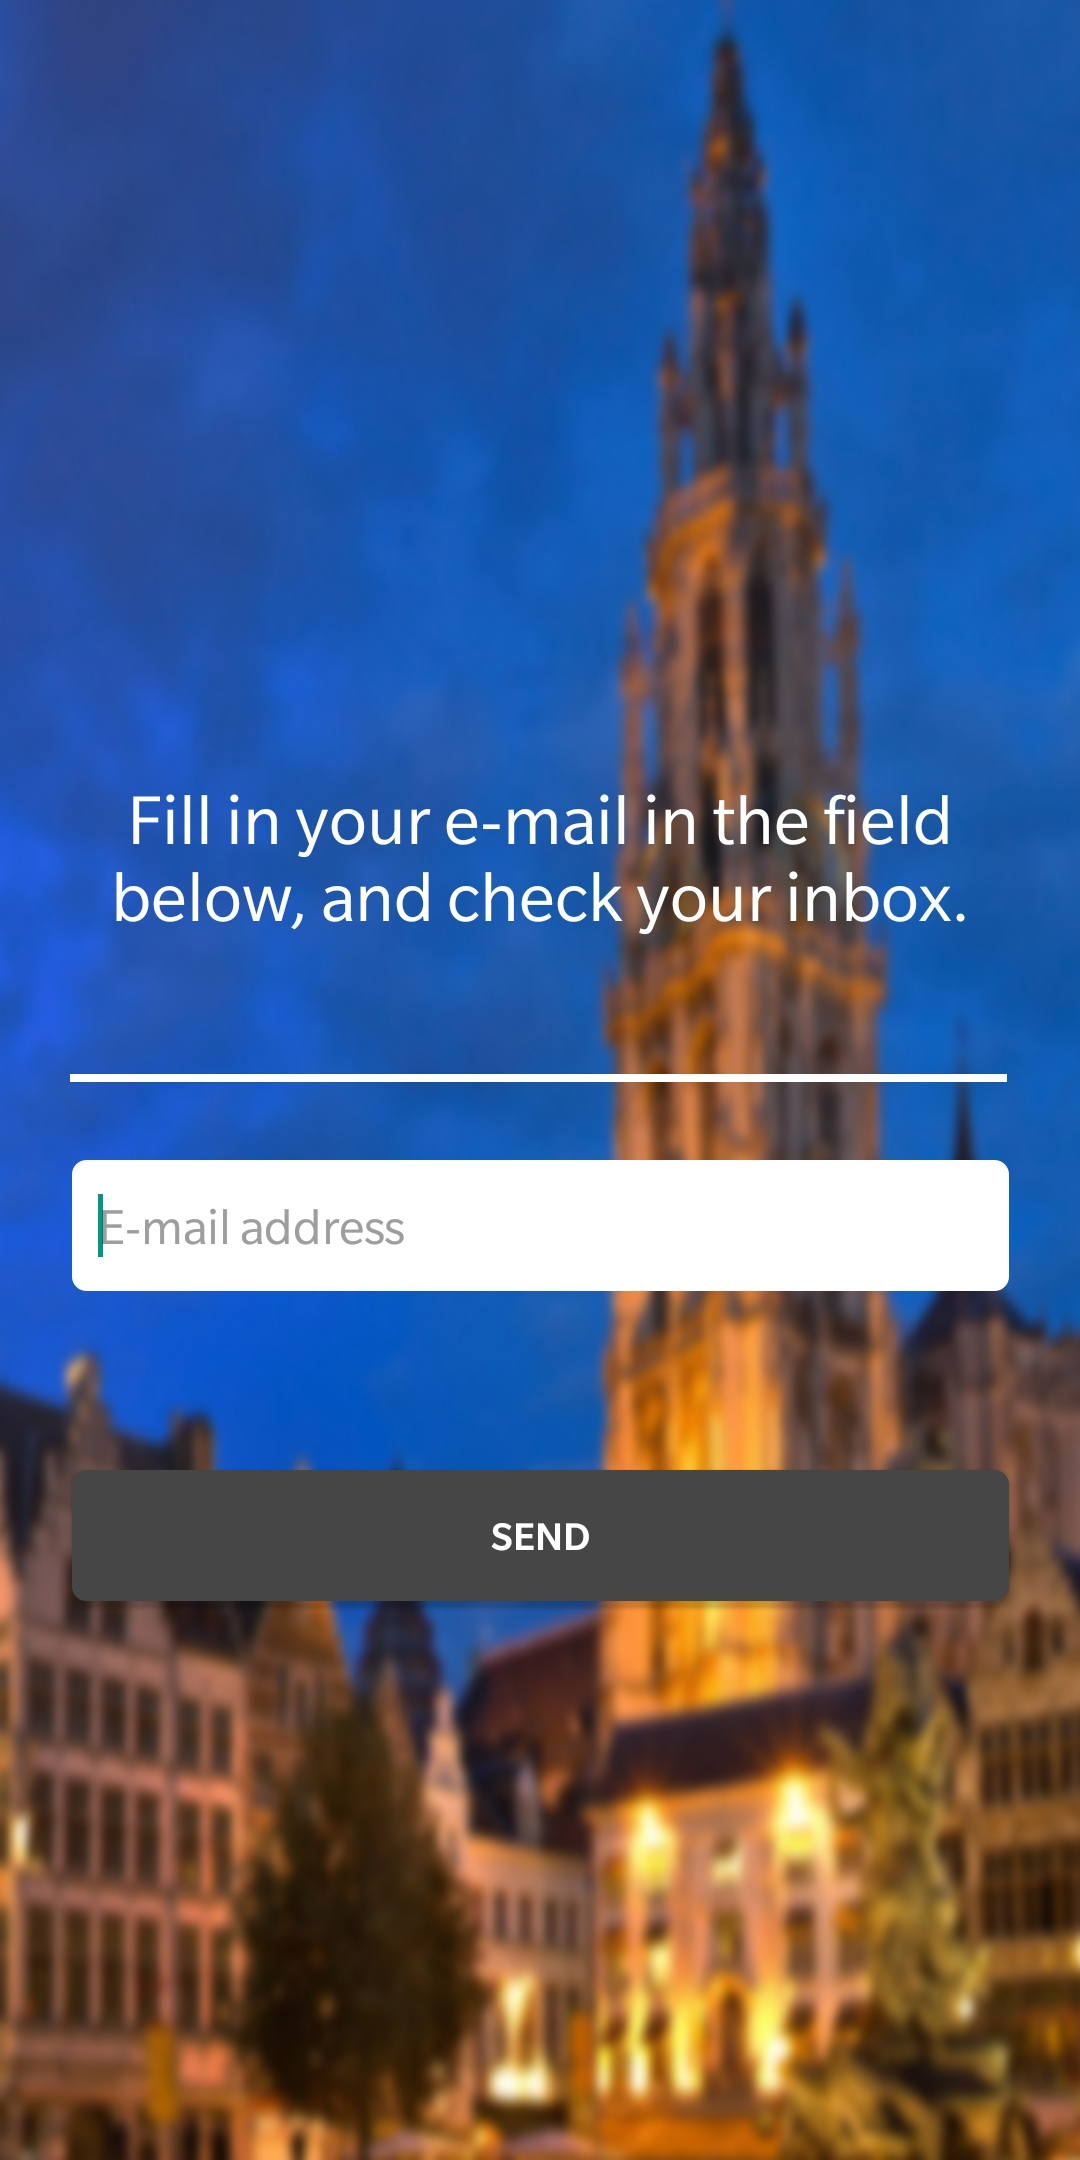 Fill in your e-mail in the field
below, and check your inbox.
E-mail address
SEND